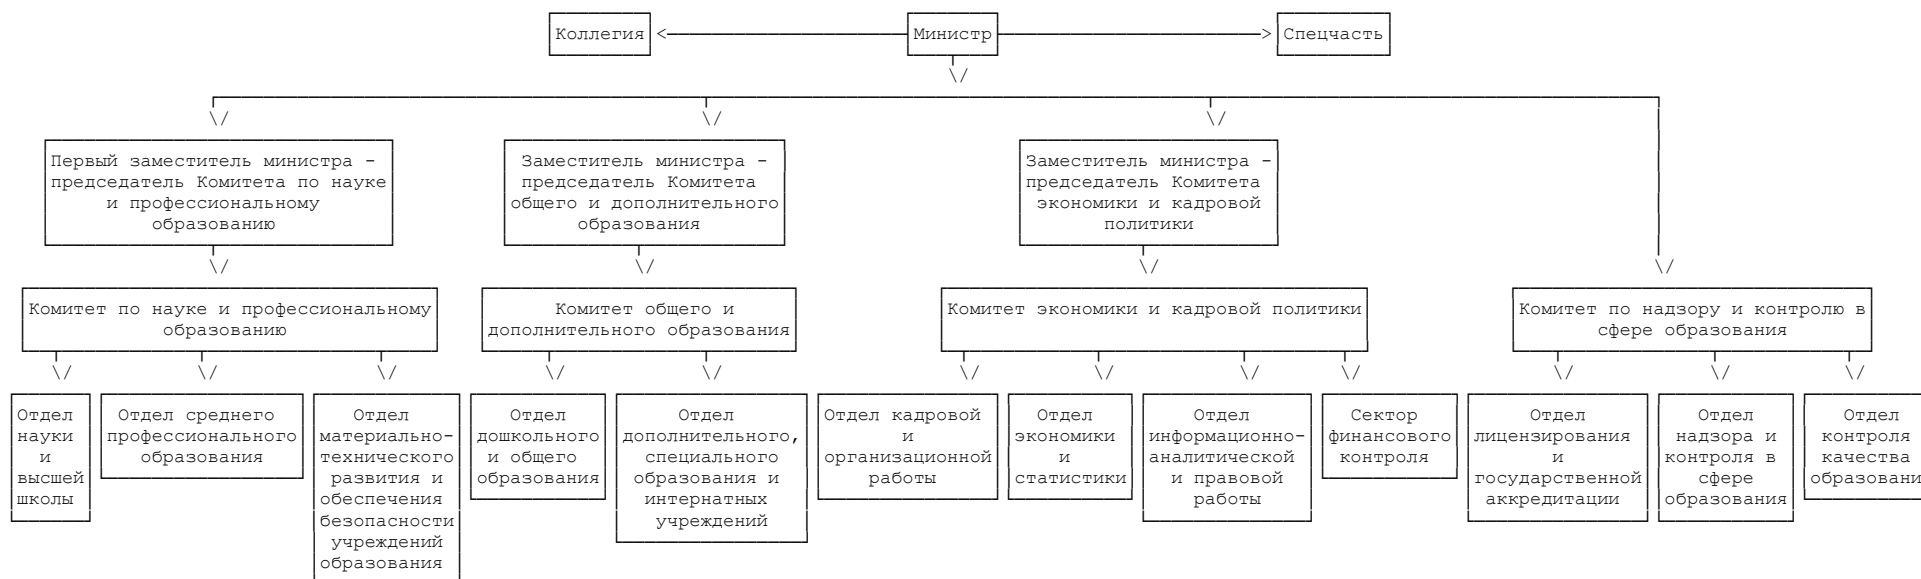 Коллегия
Министр
Спецчасть
Первый заместитель министра -
председатель Комитета по науке
и профессиональному
образованию
Заместитель министра -
председатель Комитета
общего и дополнительного
образования
Заместитель министра -
председатель Комитета
экономики и кадровой
политики
Комитет по науке и профессиональному
образованию
Комитет общего и
дополнительного образования
Комитет экономики и кадровой политики
Комитет по надзору и контролю в
сфере образования
Отдел
науки
и
высшей
школы
Отдел среднего
профессионального
образования
Отдел
материально-
технического
развития и
обеспечения
безопасности
учреждений
образования
Отдел
дошкольного
и общего
образования
Отдел
дополнительного,
специального
образования и
интернатных
учреждений
Отдел кадровой
и
организационной
работы
Отдел
экономики
и
статистики
Отдел
информационно-
аналитической
и правовой
работы
Сектор
финансового
контроля
Отдел
лицензирования
и
государственной
аккредитации
Отдел
надзора и
контроля в
сфере
образования
Отдел
контроля
качества
образовани